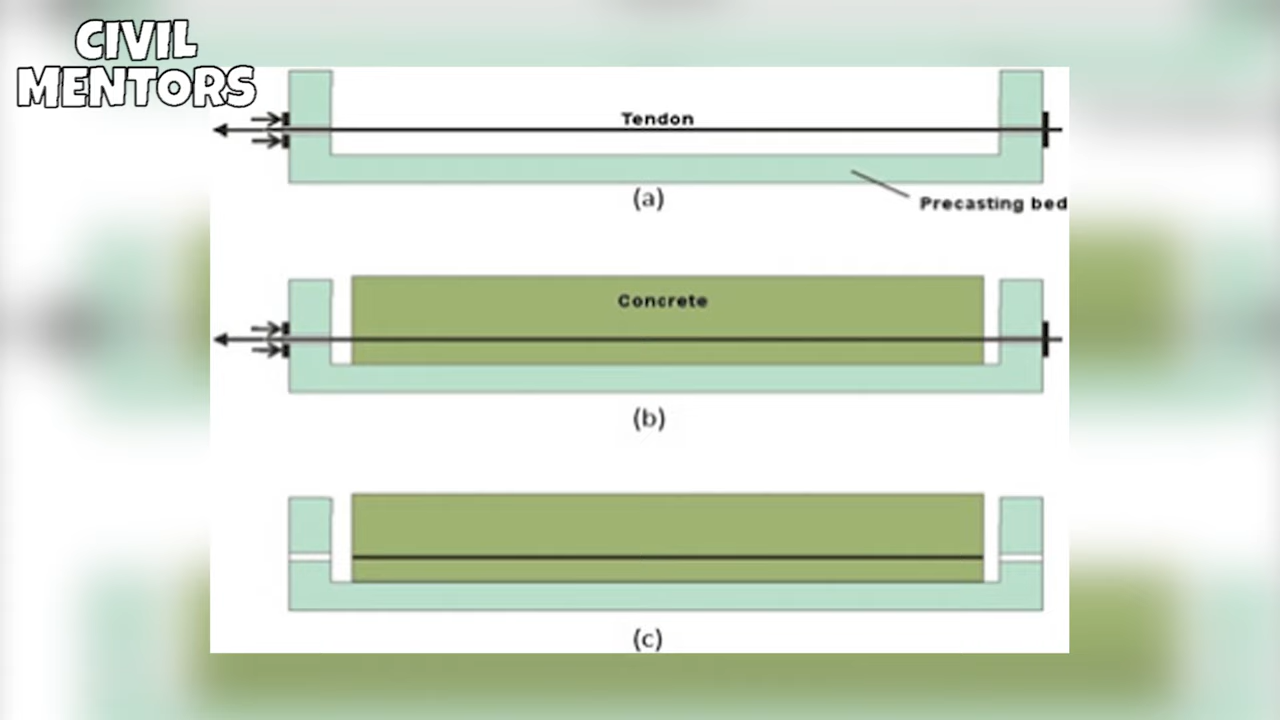 CIVIL
MENTORS
Tendon
(a)
Precasting bed
Concrete
(b)
(c)